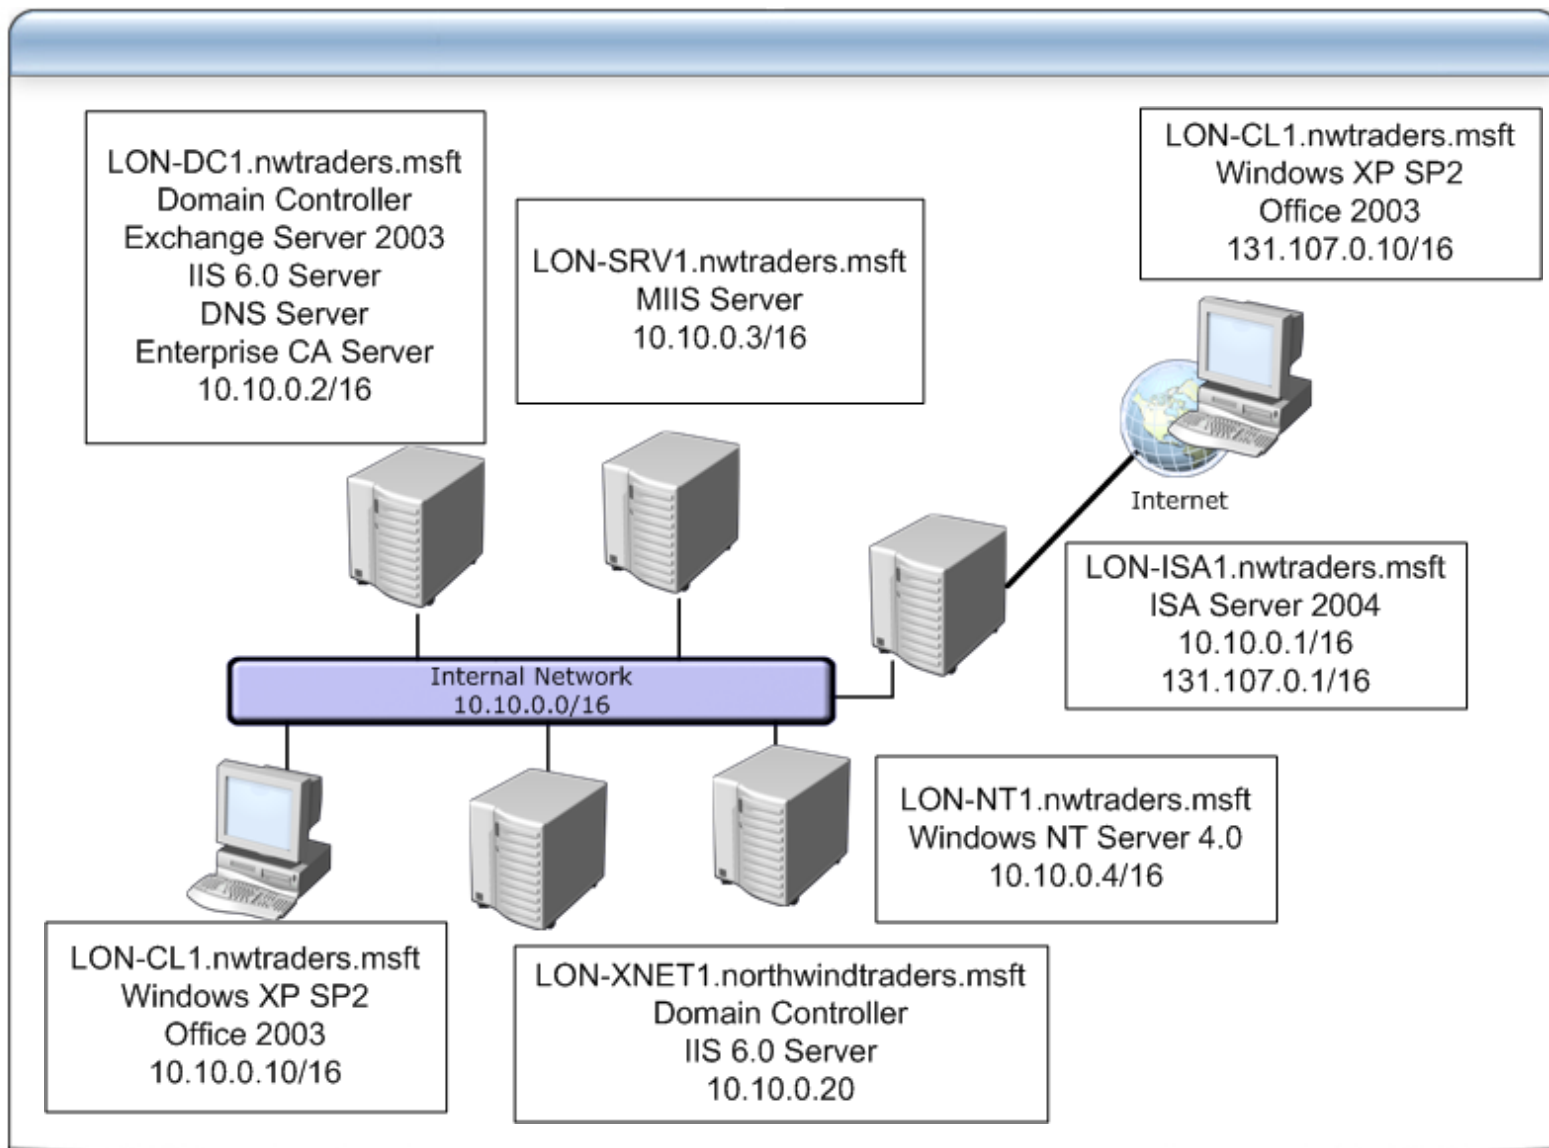 LON-DC1.nwtraders.msft
Domain Controller
Exchange Server 2003
IIS 6.0 Server
DNS Server
Enterprise CA Server
10.10.0.2/16
LON-SRV1.nwtraders.msft
MIIS Server
10.10.0.3/16
LON-CL1.nwtraders.msft
Windows XP SP2
Office 2003
131.107.0.10/16
Internet
LON-ISA1.nwtraders.msft
ISA Server 2004
10.10.0.1/16
131.107.0.1/16
Internal Network
10.10.0.0/16
LON-NT1.nwtraders.msft
Windows NT Server 4.0
10.10.0.4/16
LON-CL1.nwtraders.msft
Windows XP SP2
Office 2003
10.10.0.10/16
LON-XNET1.northwindtraders.msft
Domain Controller
IIS 6.0 Server
10.10.0.20